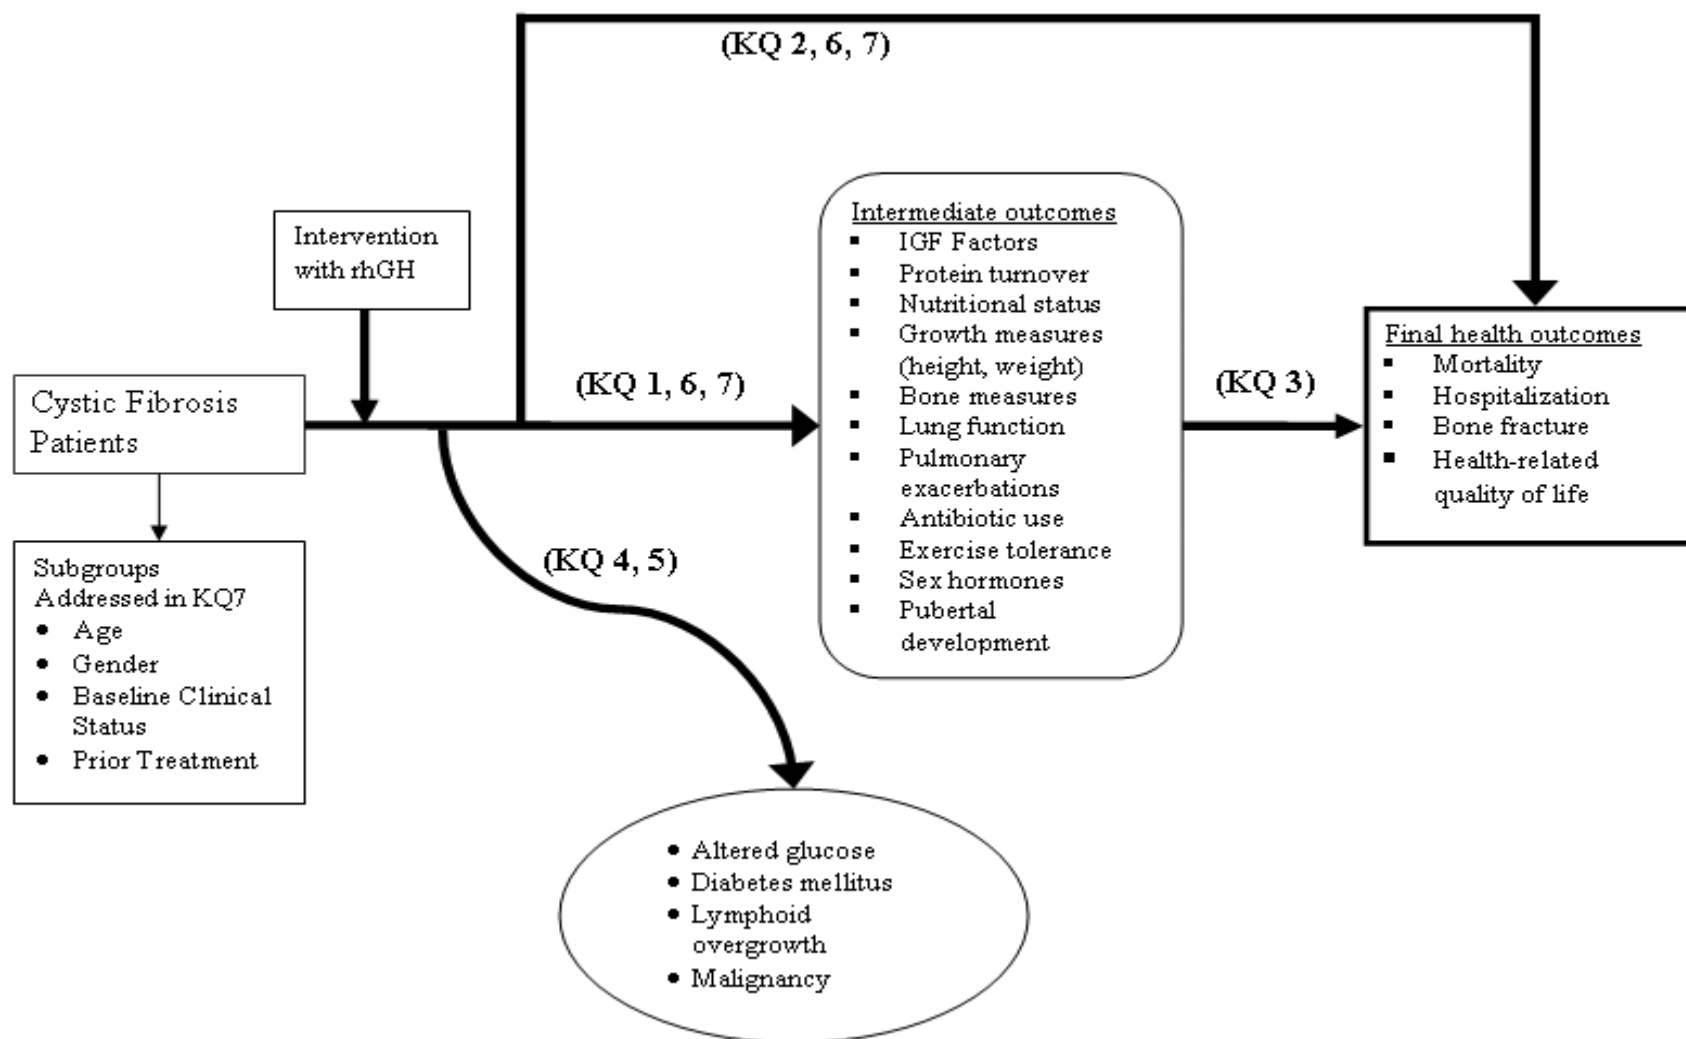 (KQ 2, 6, 7)
Intervention
with rhGH
Cystic Fibrosis
Patients
(KQ 1, 6, 7)
Subgroups
Addressed in KQ7
• Age
• Gender
• Baseline Clinical
Status
• Prior Treatment
(KQ 4, 5)
• Altered glucose
• Diabetes mellitus
• Lymphoid
overgrowth
• Malignancy
Intermediate outcomes
▪ IGF Factors
▪ Protein turnover
▪ Nutritional status
▪ Growth measures
(height, weight)
▪ Bone measures
▪ Lung function
▪ Pulmonary
exacerbations
▪ Antibiotic use
▪ Exercise tolerance
▪ Sex hormones
▪ Pubertal
development
(KQ 3)
Final health outcomes
▪ Mortality
▪ Hospitalization
▪ Bone fracture
▪ Health-related
quality of life